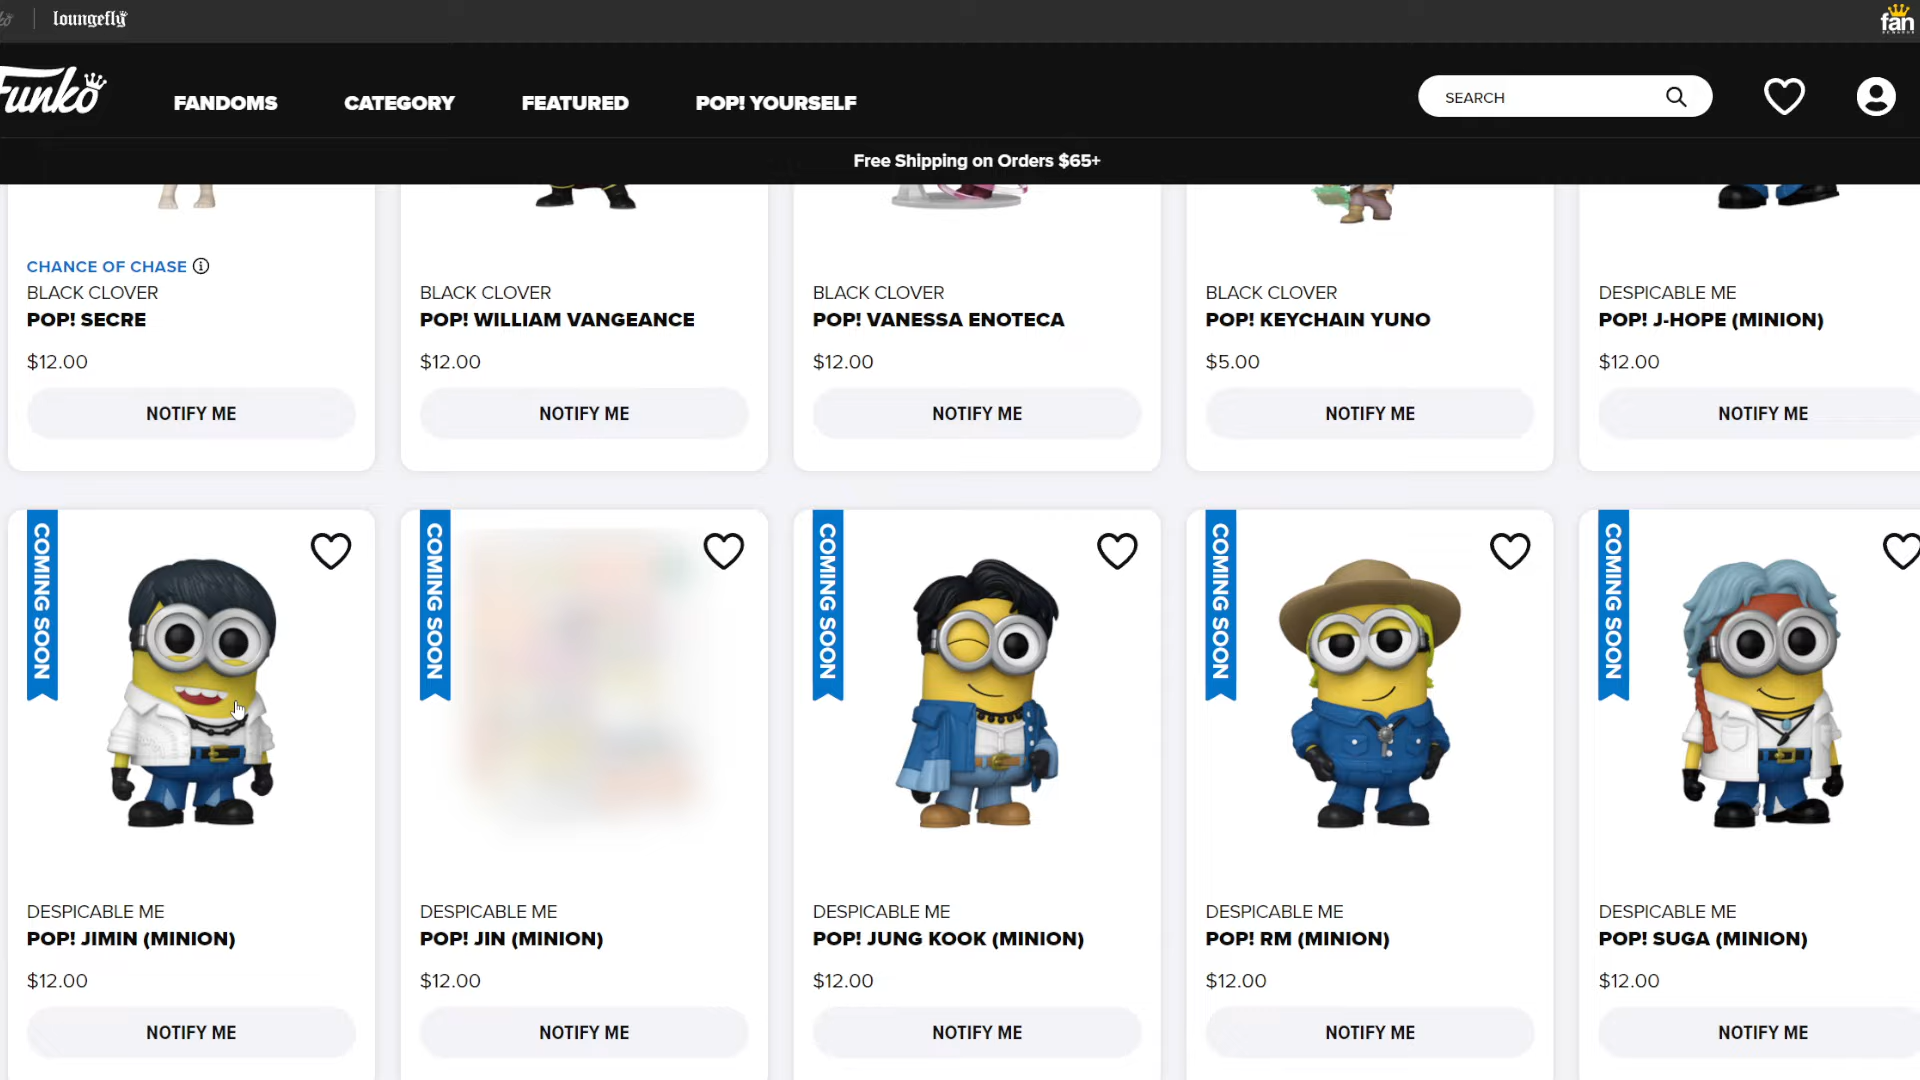 loungefly
fan
Funko
FANDOMS
CATEGORY
FEATURED
POP! YOURSELF
SEARCH
Free Shipping on Orders $65+
CHANCE OF CHASE
BLACK CLOVER
POP! SECRE
$12.00
NOTIFY ME
BLACK CLOVER
POP! WILLIAM VANGEANCE
$12.00
NOTIFY ME
BLACK CLOVER
POP! VANESSA ENOTECA
$12.00
NOTIFY ME
BLACK CLOVER
POP! KEYCHAIN YUNO
$5.00
NOTIFY ME
DESPICABLE ME
POP! J-HOPE (MINION)
$12.00
NOTIFY ME
COMING SOON
DESPICABLE ME
POP! JIMIN (MINION)
$12.00
NOTIFY ME
COMING SOON
DESPICABLE ME
POP! JIN (MINION)
$12.00
NOTIFY ME
COMING SOON
DESPICABLE ME
POP! JUNG KOOK (MINION)
$12.00
NOTIFY ME
COMING SOON
DESPICABLE ME
POP! RM (MINION)
$12.00
NOTIFY ME
COMING SOON
DESPICABLE ME
POP! SUGA (MINION)
$12.00
NOTIFY ME